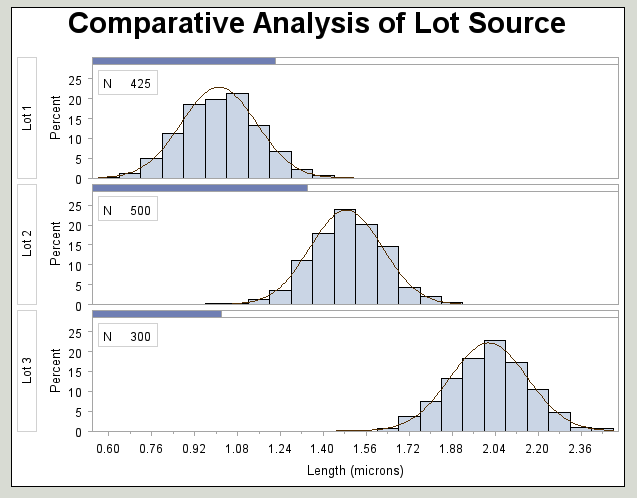 Comparative Analysis of Lot Source
Lot 1
Percent
25
20
15
10
5
0
N 425
Lot 2
Percent
25
20
15
10
5
0
N 500
Lot 3
Percent
25
20
15
10
5
0
N 300
0.60 0.76 0.92 1.08 1.24 1.40 1.56 1.72 1.88 2.04 2.20 2.36
Length (microns)